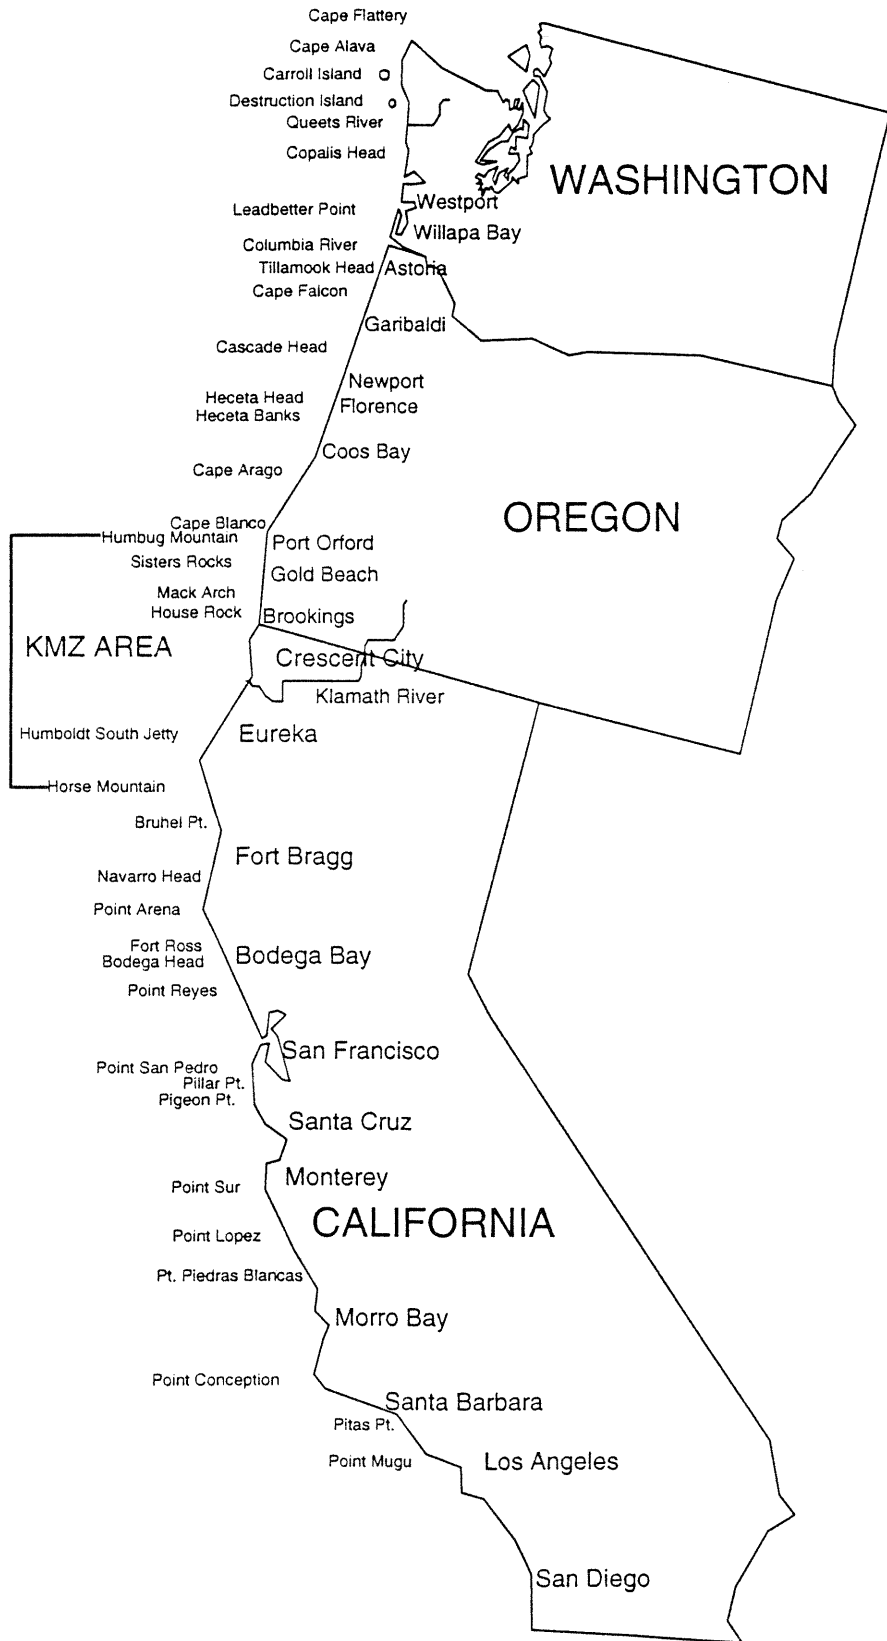 Cape Flattery
Cape Alava
Carroll Island
Destruction Island
Queets River
Copalis Head
WASHINGTON
Westport
Leadbetter Point
Willapa Bay
Columbia River
Tillamook Head
Astoria
Cape Falcon
Garibaldi
Cascade Head
Newport
Heceta Head
Florence
Heceta Banks
Coos Bay
Cape Arago
OREGON
Cape Blanco
Humbug Mountain
Port Orford
Sisters Rocks
Gold Beach
Mack Arch
House Rock
Brookings
KMZ AREA
Crescent City
Klamath River
Humboldt South Jetty
Eureka
Horse Mountain
Bruhel Pt.
Fort Bragg
Navarro Head
Point Arena
Fort Ross
Bodega Head
Bodega Bay
Point Reyes
San Francisco
Point San Pedro
Pillar Pt.
Pigeon Pt.
Santa Cruz
Monterey
Point Sur
CALIFORNIA
Point Lopez
Pt. Piedras Blancas
Morro Bay
Point Conception
Santa Barbara
Pitas Pt.
Point Mugu
Los Angeles
San Diego